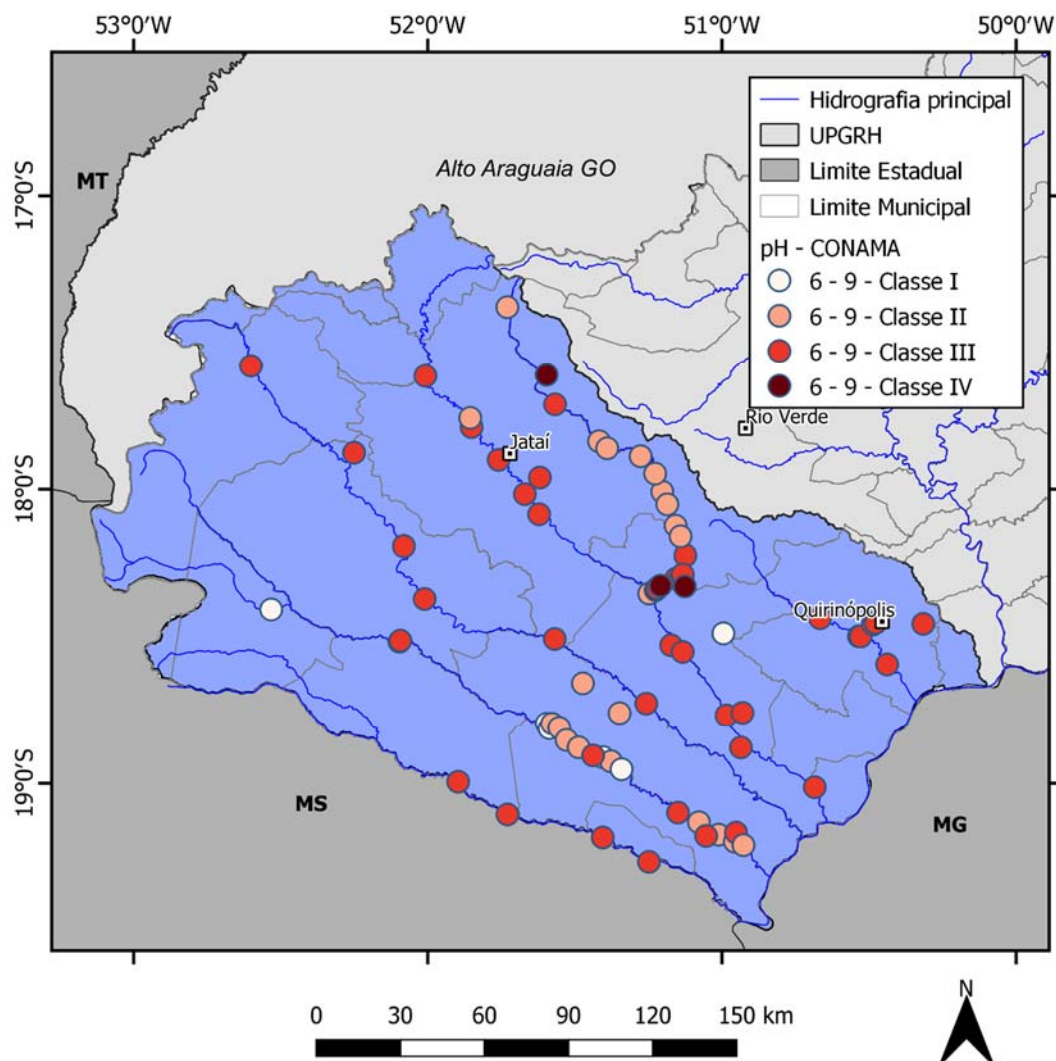 53°0'W 52°0'W 51°0'W 50°0'W
Hidrografia principal
UPGRH
Limite Estadual
Limite Municipal
pH - CONAMA
6 - 9 - Classe I
6 - 9 - Classe II
6 - 9 - Classe III
6 - 9 - Classe IV
Alto Araguaia GO
MT
17°0'S
Rio Verde
Jataí
18°0'S
Quirinópolis
19°0'S
MS
MG
N
0 30 60 90 120 150 km